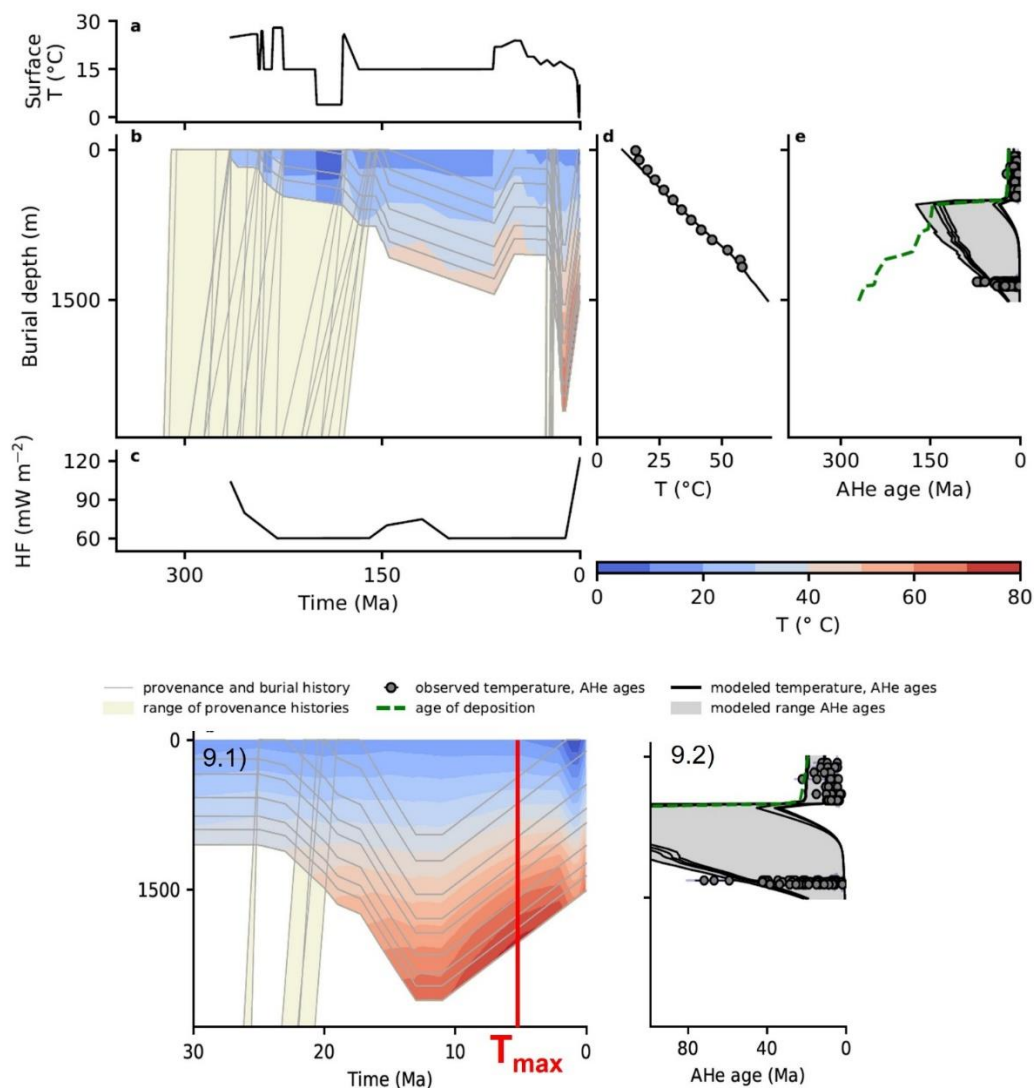 a
30
15
0
Surface
T (°C)
b
0
1500
Burial depth (m)
c
120
90
60
HF (mW m−2)
300
150
0
Time (Ma)
d
0
25
50
T (°C)
e
300
150
0
AHe age (Ma)
0
20
40
60
80
T (° C)
provenance and burial history
range of provenance histories
observed temperature, AHe ages
age of deposition
modeled temperature, AHe ages
modeled range AHe ages
9.1)
0
1500
30
20
10
0
Time (Ma)
Tmax
9.2)
80
40
0
AHe age (Ma)